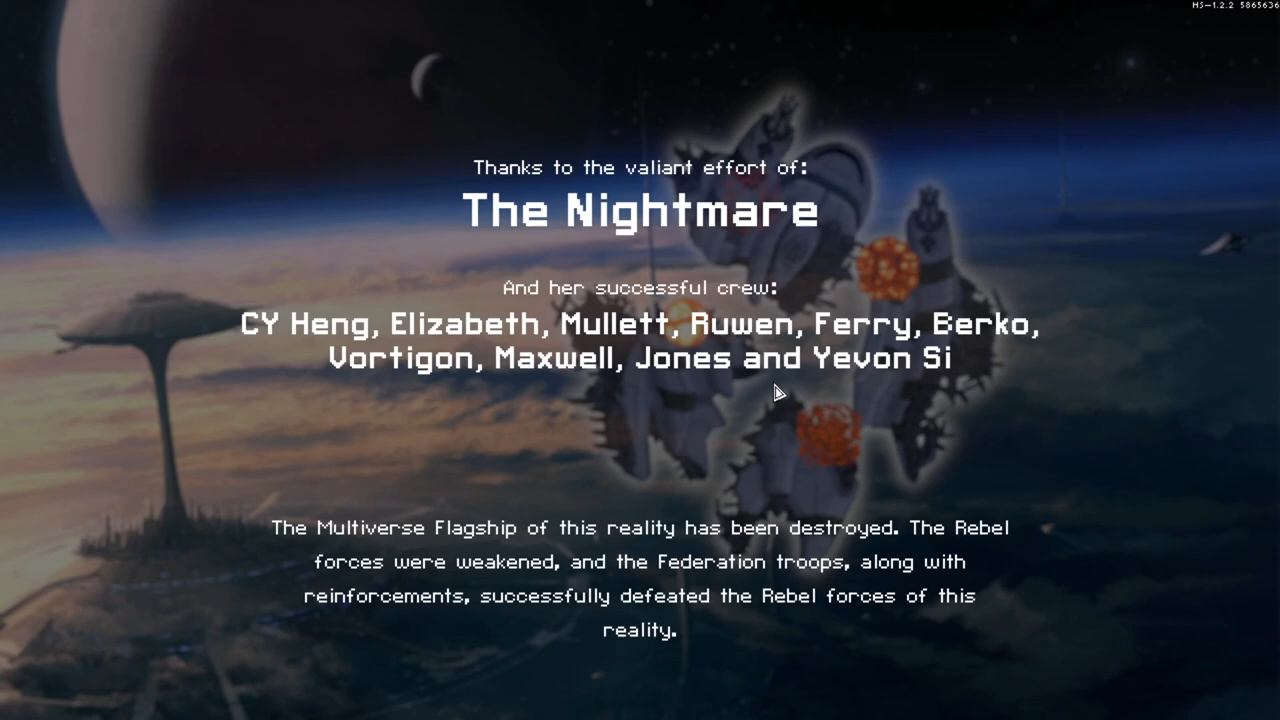 HS-1.2.2 5865636
Thanks to the valiant effort of:
The Nightmare
And her successful crew:
CY Heng, Elizabeth, Mullett, Ruwen, Ferry, Berko,
Vortigon, Maxwell, Jones and Yevon Si
The Multiverse Flagship of this reality has been destroyed. The Rebel
forces were weakened, and the Federation troops, along with
reinforcements, successfully defeated the Rebel forces of this
reality.